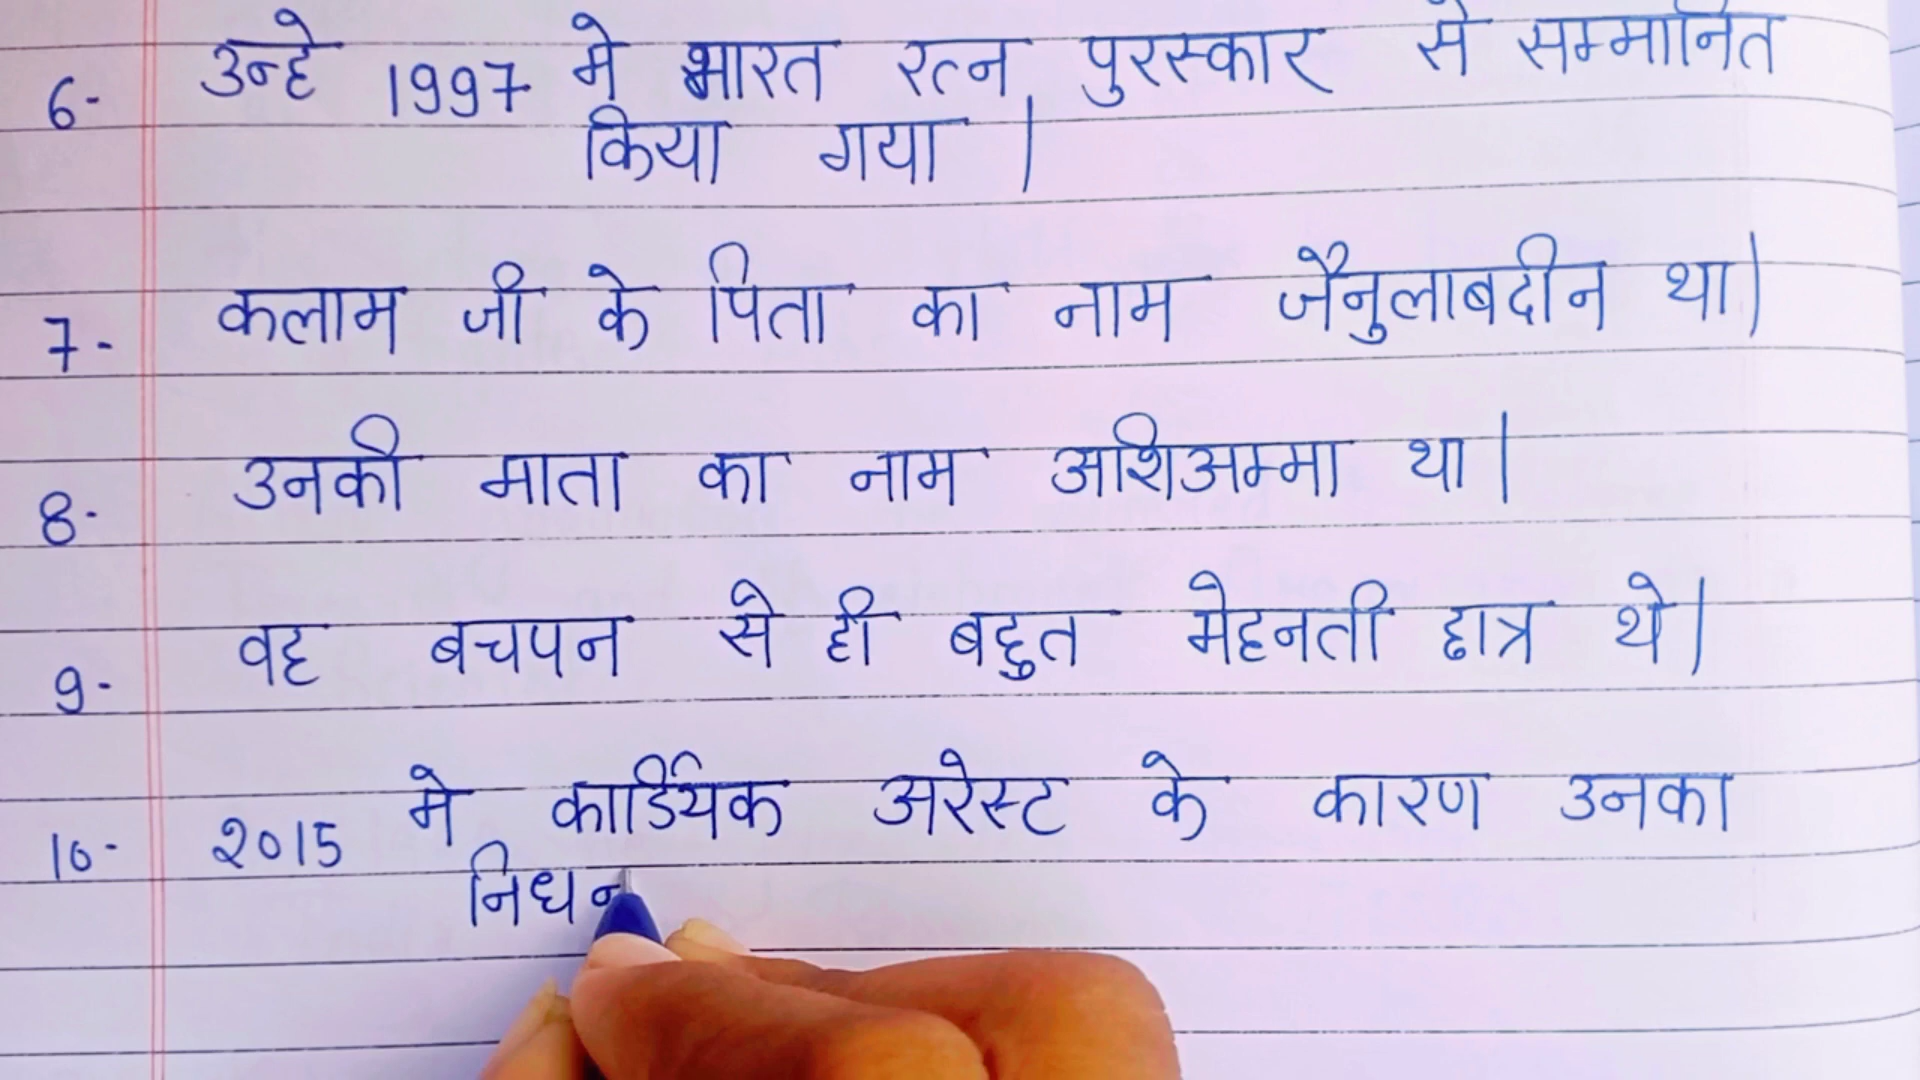 6- उन्हे 1997 मे भारत रत्न पुरस्कार से सम्मानित
किया गया |
7- कलाम जी के पिता का नाम जैनुलाबदीन था|
8- उनकी माता का नाम अशिअम्मा था|
9- वह बचपन से ही बहुत मेहनती छात्र थे|
10- 2015 मे कार्डियेक अरेस्ट के कारण उनका
निधन